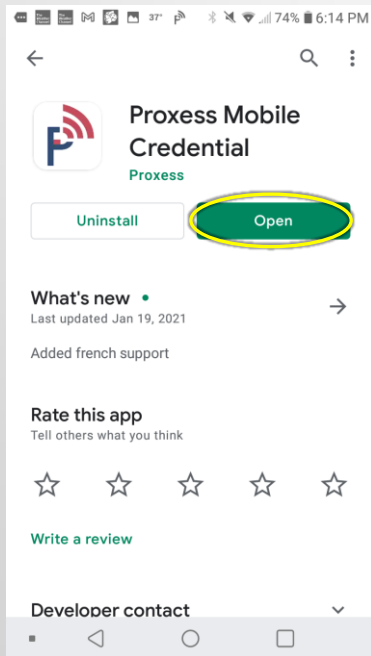 37° 74% 6:14 PM
Proxess Mobile
Credential
Proxess
Uninstall Open
What's new •
Last updated Jan 19, 2021
Added french support
Rate this app
Tell others what you think
Write a review
Developer contact